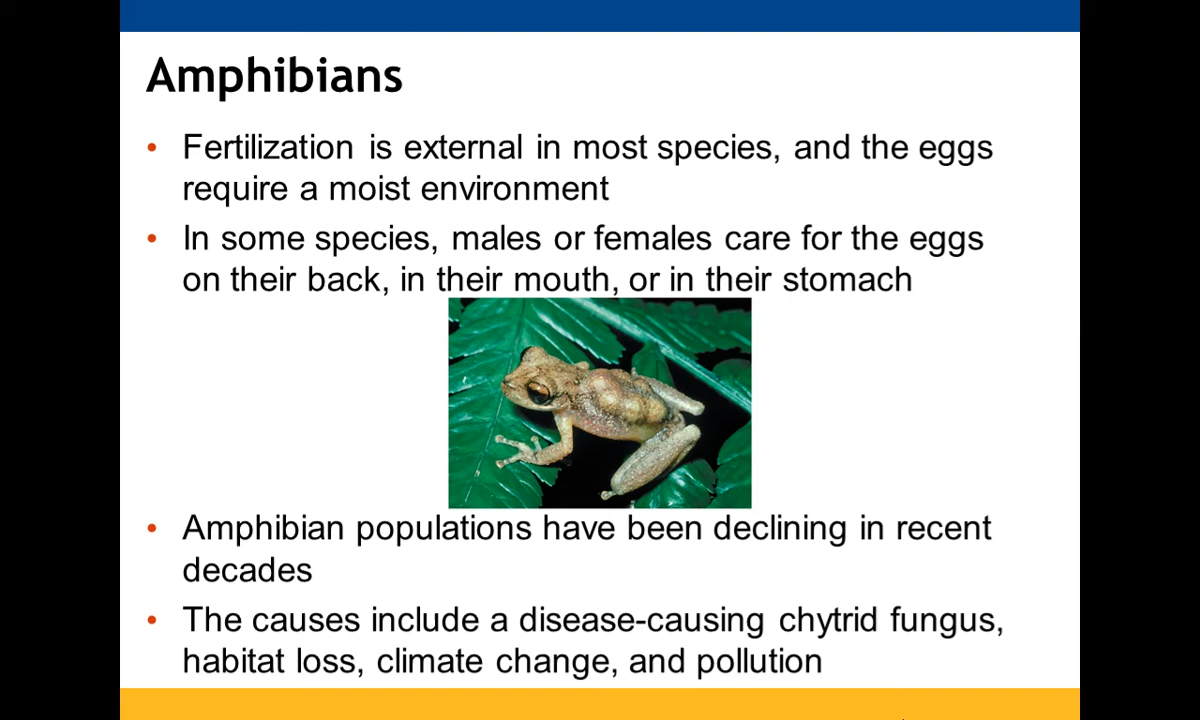 Amphibians
• Fertilization is external in most species, and the eggs
require a moist environment
• In some species, males or females care for the eggs
on their back, in their mouth, or in their stomach
• Amphibian populations have been declining in recent
decades
• The causes include a disease-causing chytrid fungus,
habitat loss, climate change, and pollution